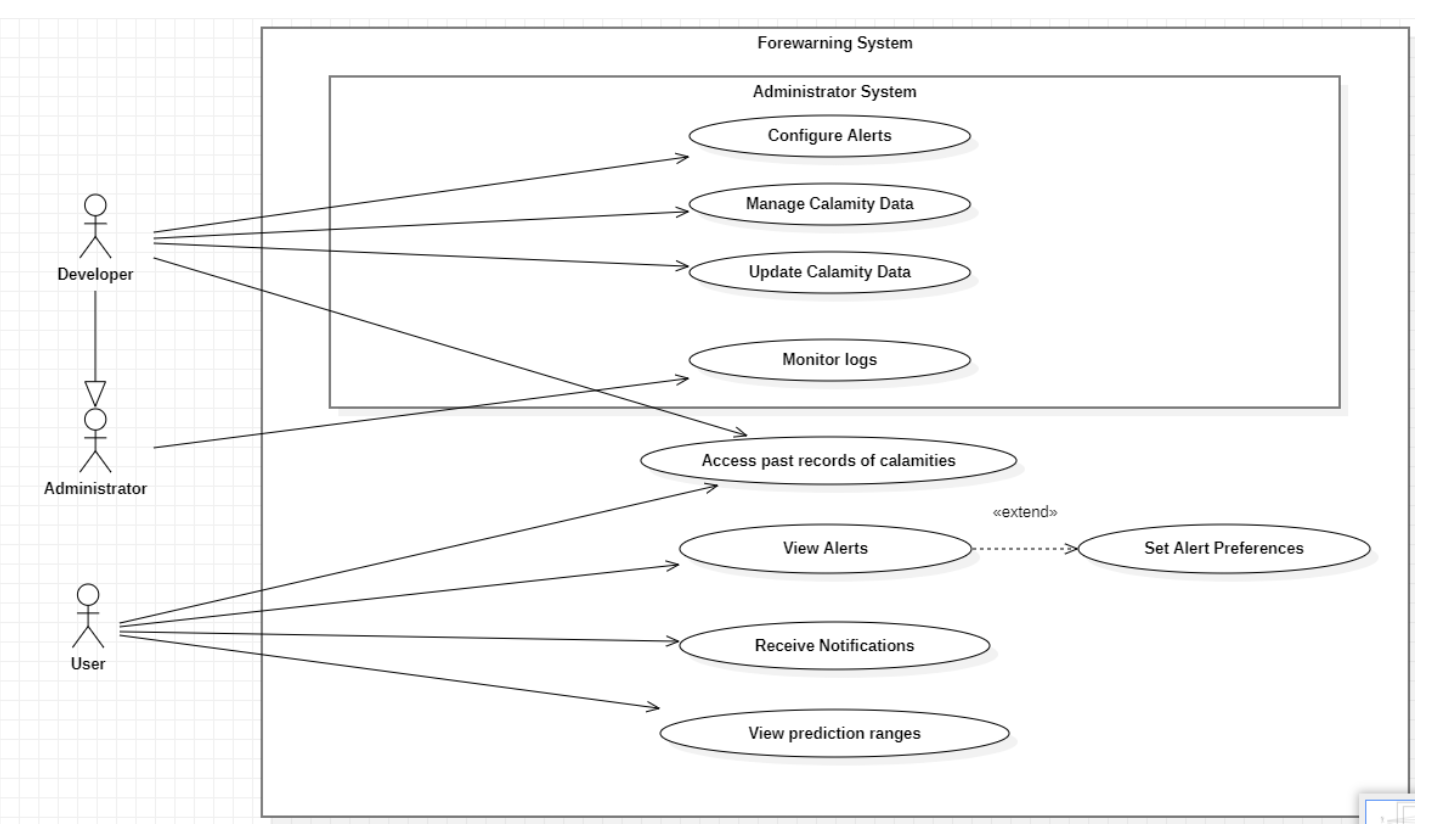 Forewarning System
Administrator System
Configure Alerts
Manage Calamity Data
Developer
Update Calamity Data
Monitor logs
Access past records of calamities
Administrator
«extend»
View Alerts
Set Alert Preferences
Receive Notifications
User
View prediction ranges